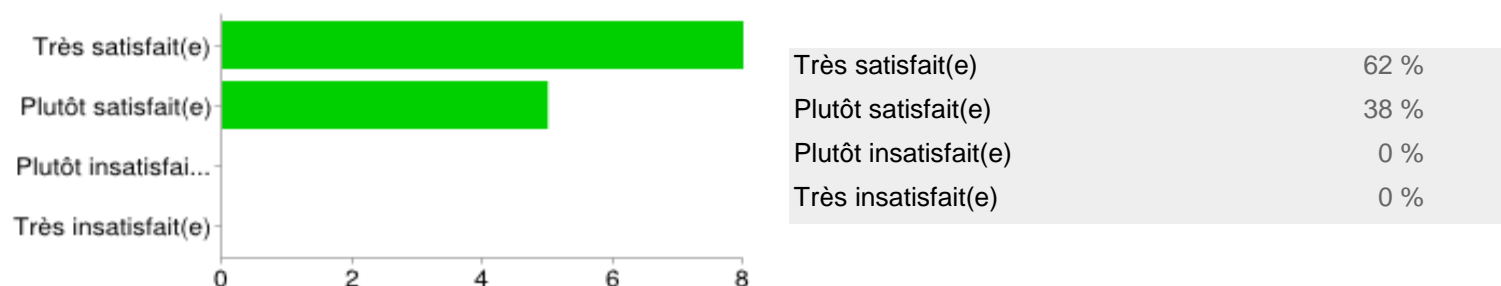 Très satisfait(e)
Plutôt satisfait(e)
Plutôt insatisfai...
Très insatisfait(e)
0 2 4 6 8
Très satisfait(e) 62 %
Plutôt satisfait(e) 38 %
Plutôt insatisfait(e) 0 %
Très insatisfait(e) 0 %